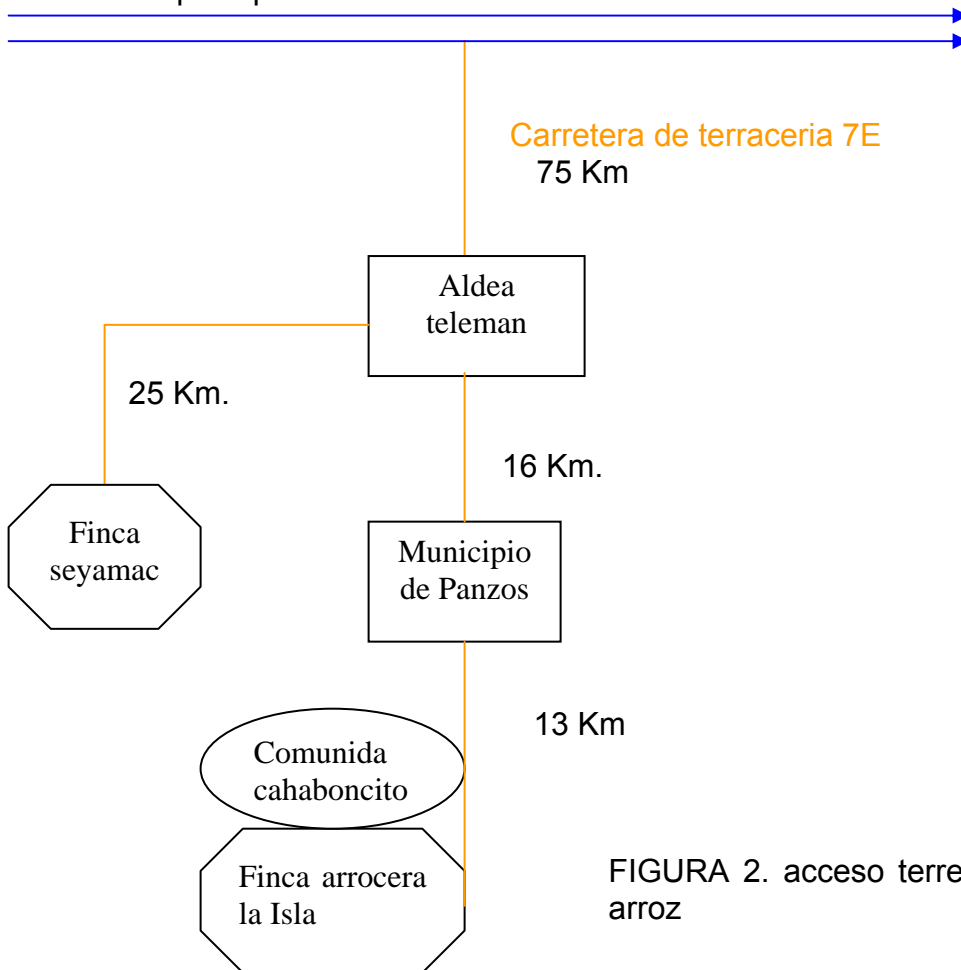 Carretera de terraceria 7E
75 Km
Aldea
teleman
25 Km.
16 Km.
Finca
seyamac
Municipio
de Panzos
13 Km
Comunida
cahaboncito
Finca arrocera
la Isla
FIGURA 2. acceso terre
arroz